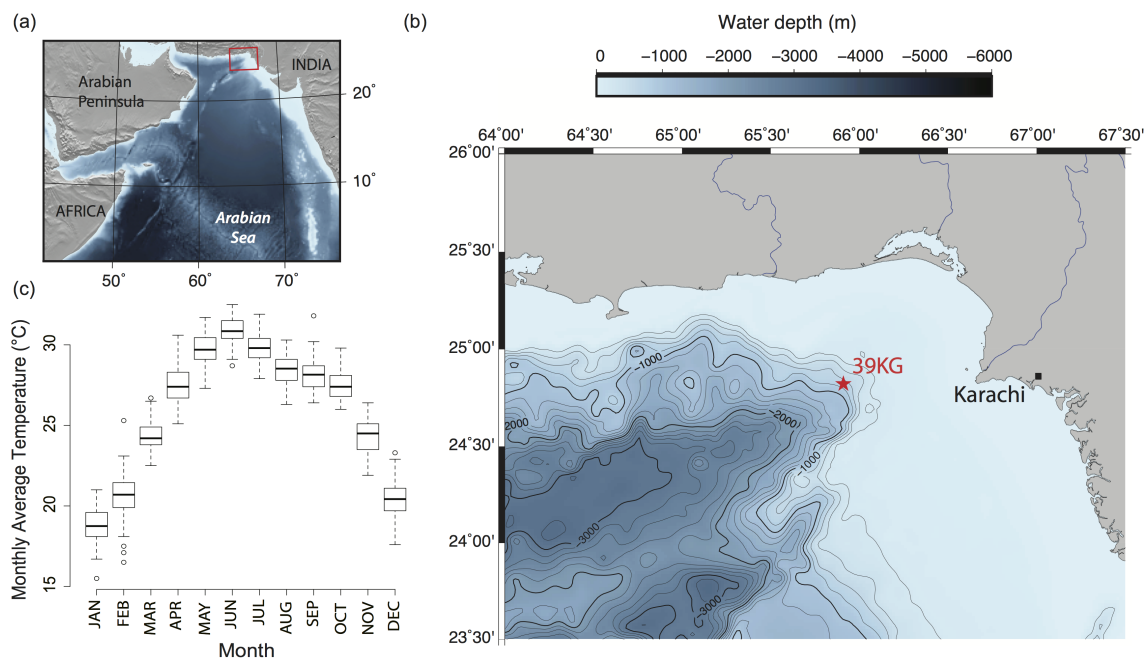 (a)
Arabian
Peninsula
INDIA
AFRICA
Arabian
Sea
20˚
10˚
50˚ 60˚ 70˚
(b)
Water depth (m)
0 −1000 −2000 −3000 −4000 −5000 −6000
64˚00' 64˚30' 65˚00' 65˚30' 66˚00' 66˚30' 67˚00' 67˚30'
26˚00'
25˚30'
25˚00'
24˚30'
24˚00'
23˚30'
−1000
39KG
Karachi
−2000
2000
−1000
−3000
−3000
(c)
Monthly Average Temperature (°C)
30
25
20
15
JAN FEB MAR APR MAY JUN JUL AUG SEP OCT NOV DEC
Month